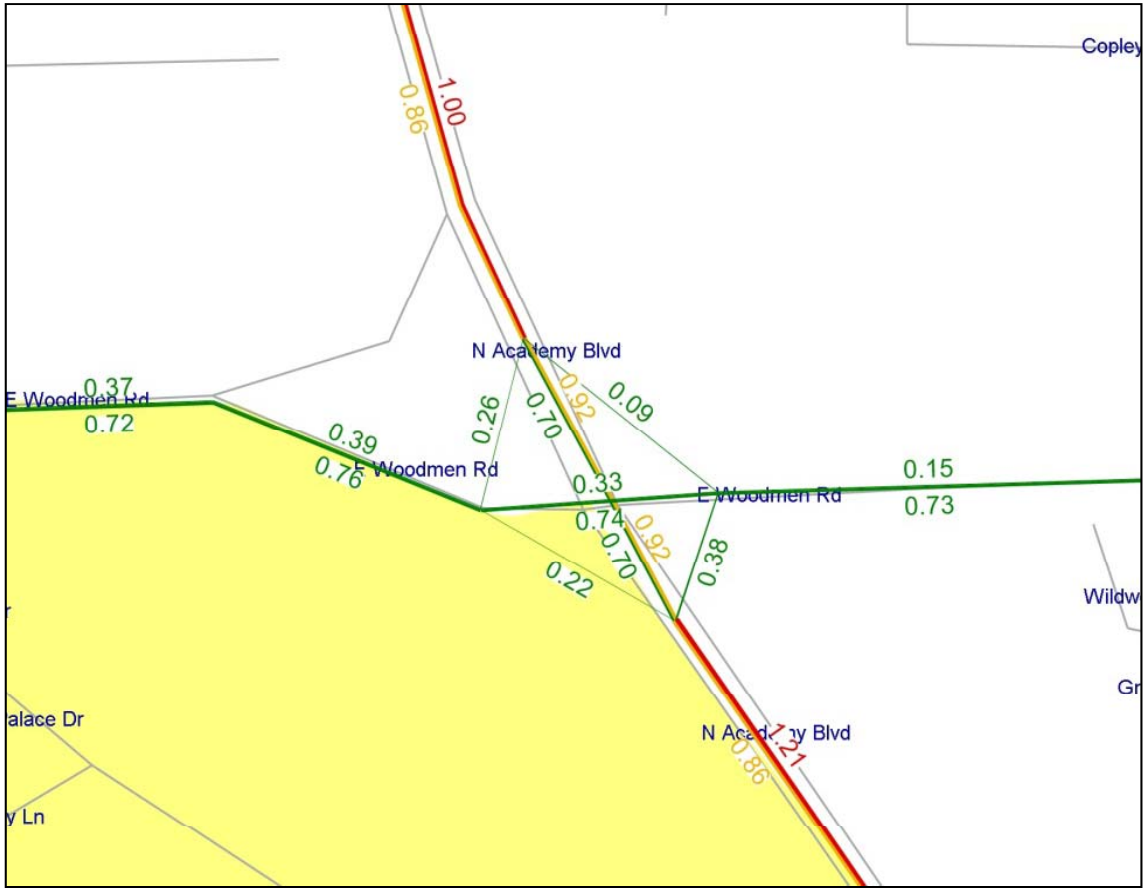 Copley
1.00
0.86
N Academy Blvd
0.37
E Woodmen Rd
0.72
0.92
0.09
0.26
0.70
0.39
E Woodmen Rd
0.76
0.33
0.15
E Woodmen Rd
0.73
0.74
0.92
0.70
0.38
0.22
Wildw
r
Gr
alace Dr
N Academy Blvd
1.21
0.86
y Ln